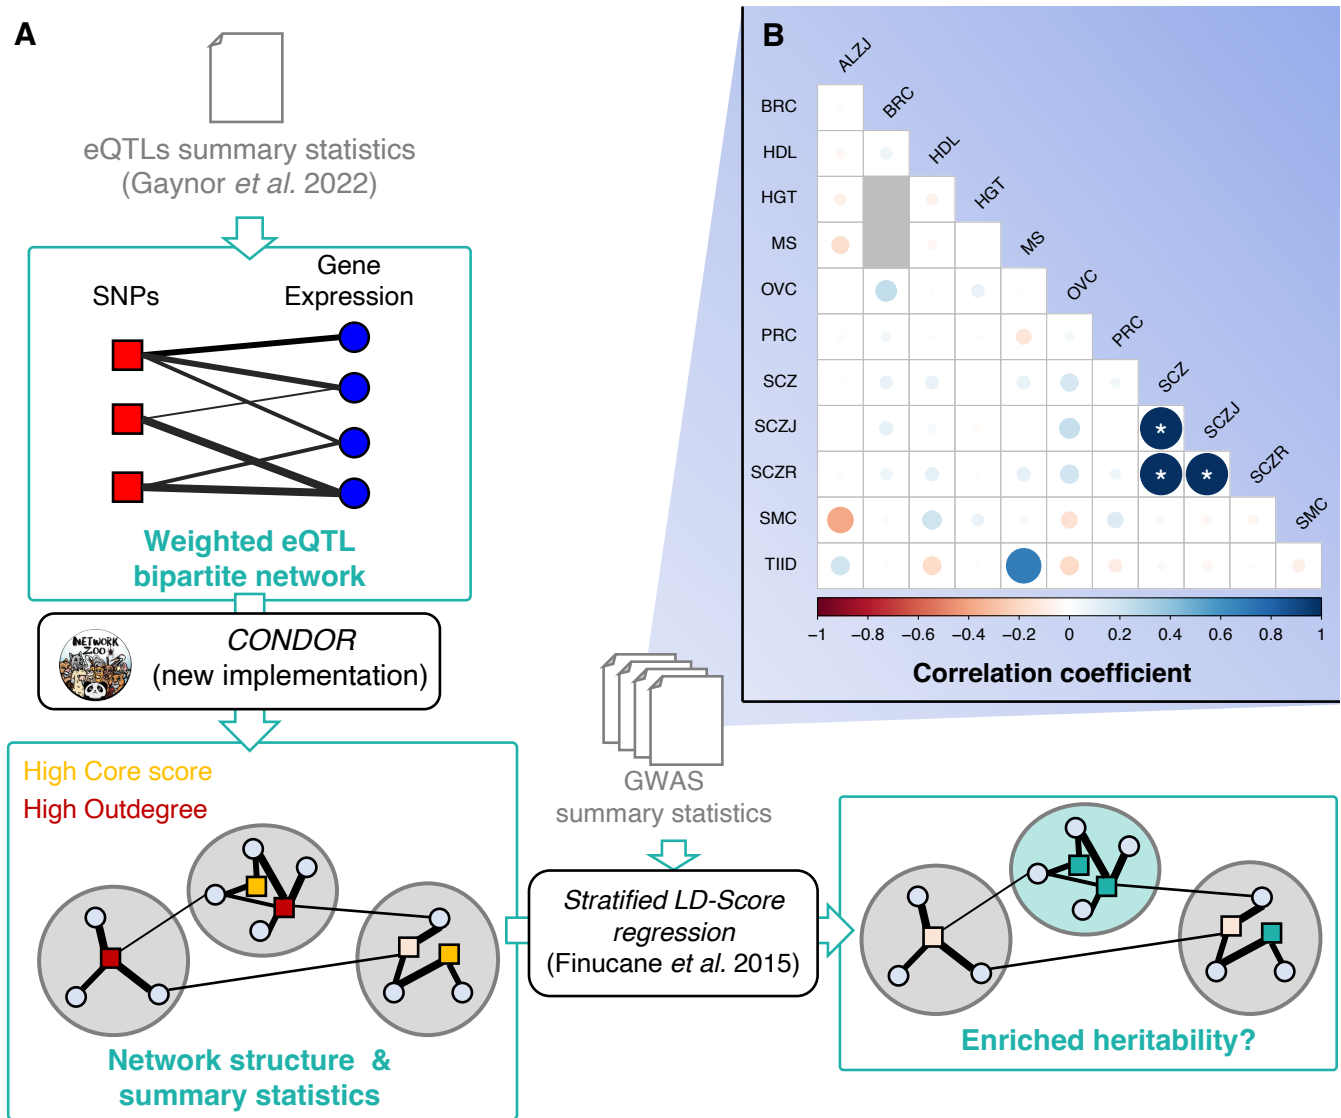 A
eQTLs summary statistics
(Gaynor et al. 2022)
SNPs
Gene
Expression
Weighted eQTL
bipartite network
NETWORK
ZOO
CONDOR
(new implementation)
High Core score
High Outdegree
Network structure &
summary statistics
GWAS
summary statistics
Stratified LD-Score
regression
(Finucane et al. 2015)
Enriched heritability?
B
ALZJ
BRC
BRC
HDL
HDL
HGT
HGT
MS
MS
OVC
OVC
PRC
PRC
SCZ
SCZ
SCZJ
* SCZJ
SCZR
* * SCZR
SMC
SMC
TIID
−1 −0.8 −0.6 −0.4 −0.2 0 0.2 0.4 0.6 0.8 1
Correlation coefficient